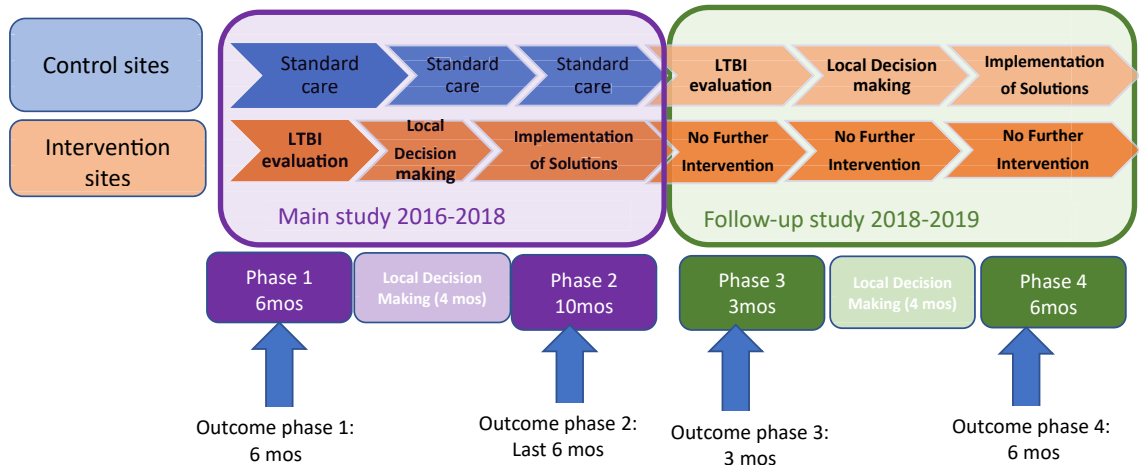 Control sites
Standard
care
Standard
care
Standard
care
LTBI
evaluation
Local Decision
making
Implementation
of Solutions
Intervention
sites
LTBI
evaluation
Local
Decision
making
Implementation
of Solutions
No Further
Intervention
No Further
Intervention
No Further
Intervention
Main study 2016-2018
Follow-up study 2018-2019
Phase 1
6mos
Local Decision
Making (4 mos)
Phase 2
10mos
Phase 3
3mos
Local Decision
Making (4 mos)
Phase 4
6mos
Outcome phase 1:
6 mos
Outcome phase 2:
Last 6 mos
Outcome phase 3:
3 mos
Outcome phase 4:
6 mos